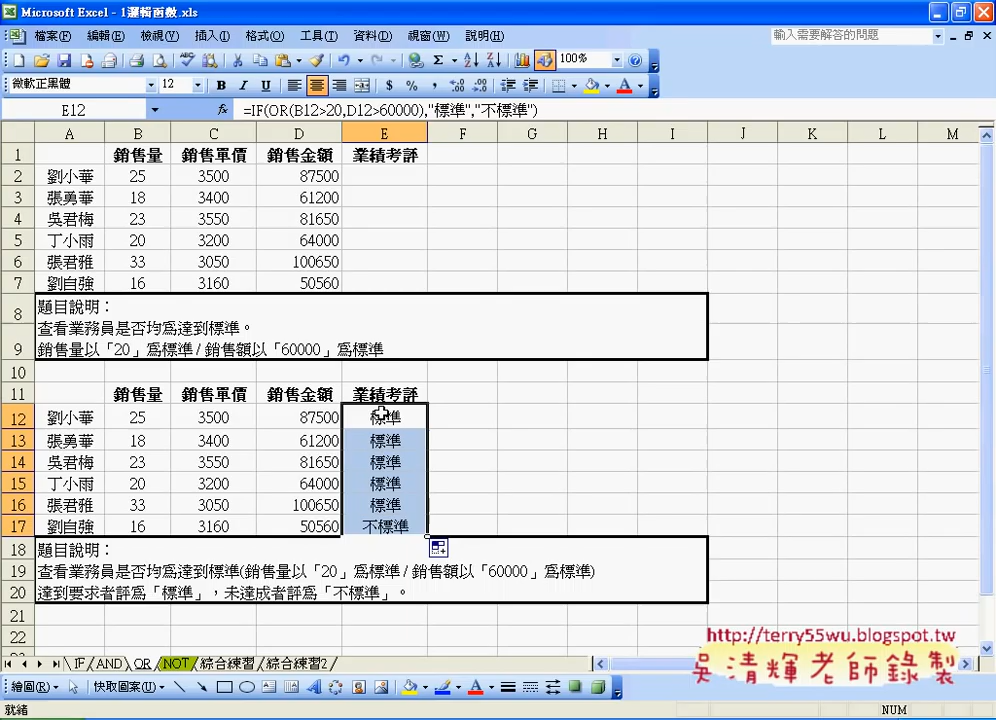 Microsoft Excel - 1邏輯函數.xls
檔案(F) 編輯(E) 檢視(V) 插入(I) 格式(O) 工具(T) 資料(D) 視窗(W) 說明(H) 輸入需要解答的問題
100%
微軟正黑體 12 B I U $ % ,
E12 fx =IF(OR(B12>20,D12>60000),"標準","不標準")
A B C D E F G H I J K L M
1 銷售量 銷售單價 銷售金額 業績考評
2 劉小華 25 3500 87500
3 張勇華 18 3400 61200
4 吳君梅 23 3550 81650
5 丁小雨 20 3200 64000
6 張君雅 33 3050 100650
7 劉自強 16 3160 50560
8 題目說明：
查看業務員是否均為達到標準。
9 銷售量以「20」為標準 / 銷售額以「60000」為標準
10
11 銷售量 銷售單價 銷售金額 業績考評
12 劉小華 25 3500 87500 標準
13 張勇華 18 3400 61200 標準
14 吳君梅 23 3550 81650 標準
15 丁小雨 20 3200 64000 標準
16 張君雅 33 3050 100650 標準
17 劉自強 16 3160 50560 不標準
18 題目說明：
19 查看業務員是否均為達到標準(銷售量以「20」為標準 / 銷售額以「60000」為標準)
20 達到要求者評為「標準」，未達成者評為「不標準」。
21
22
http://terry55wu.blogspot.tw
吳清輝老師錄製
IF AND OR NOT 綜合練習 綜合練習2
繪圖(R) 快取圖案(U)
就緒 NUM